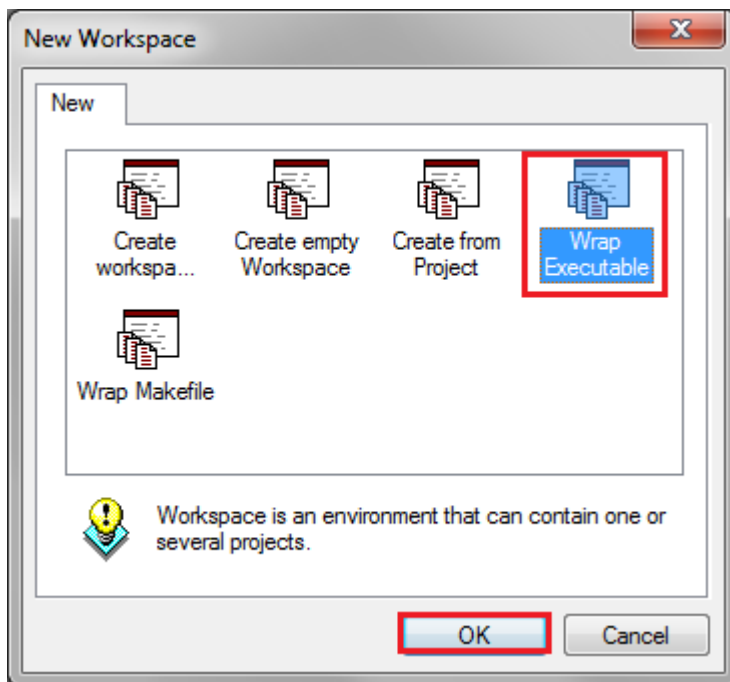 New Workspace
New
Create
workspa...
Create empty
Workspace
Create from
Project
Wrap
Executable
Wrap Makefile
Workspace is an environment that can contain one or
several projects.
OK
Cancel